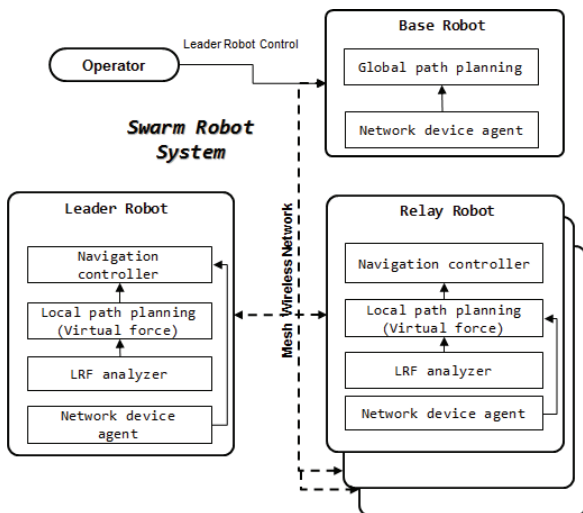 Leader Robot Control
Operator
Base Robot
Global path planning
Network device agent
Swarm Robot
System
Leader Robot
Navigation
controller
Local path planning
(Virtual force)
LRF analyzer
Network device
agent
Mesh Wireless Network
Relay Robot
Navigation controller
Local path planning
(Virtual force)
LRF analyzer
Network device agent